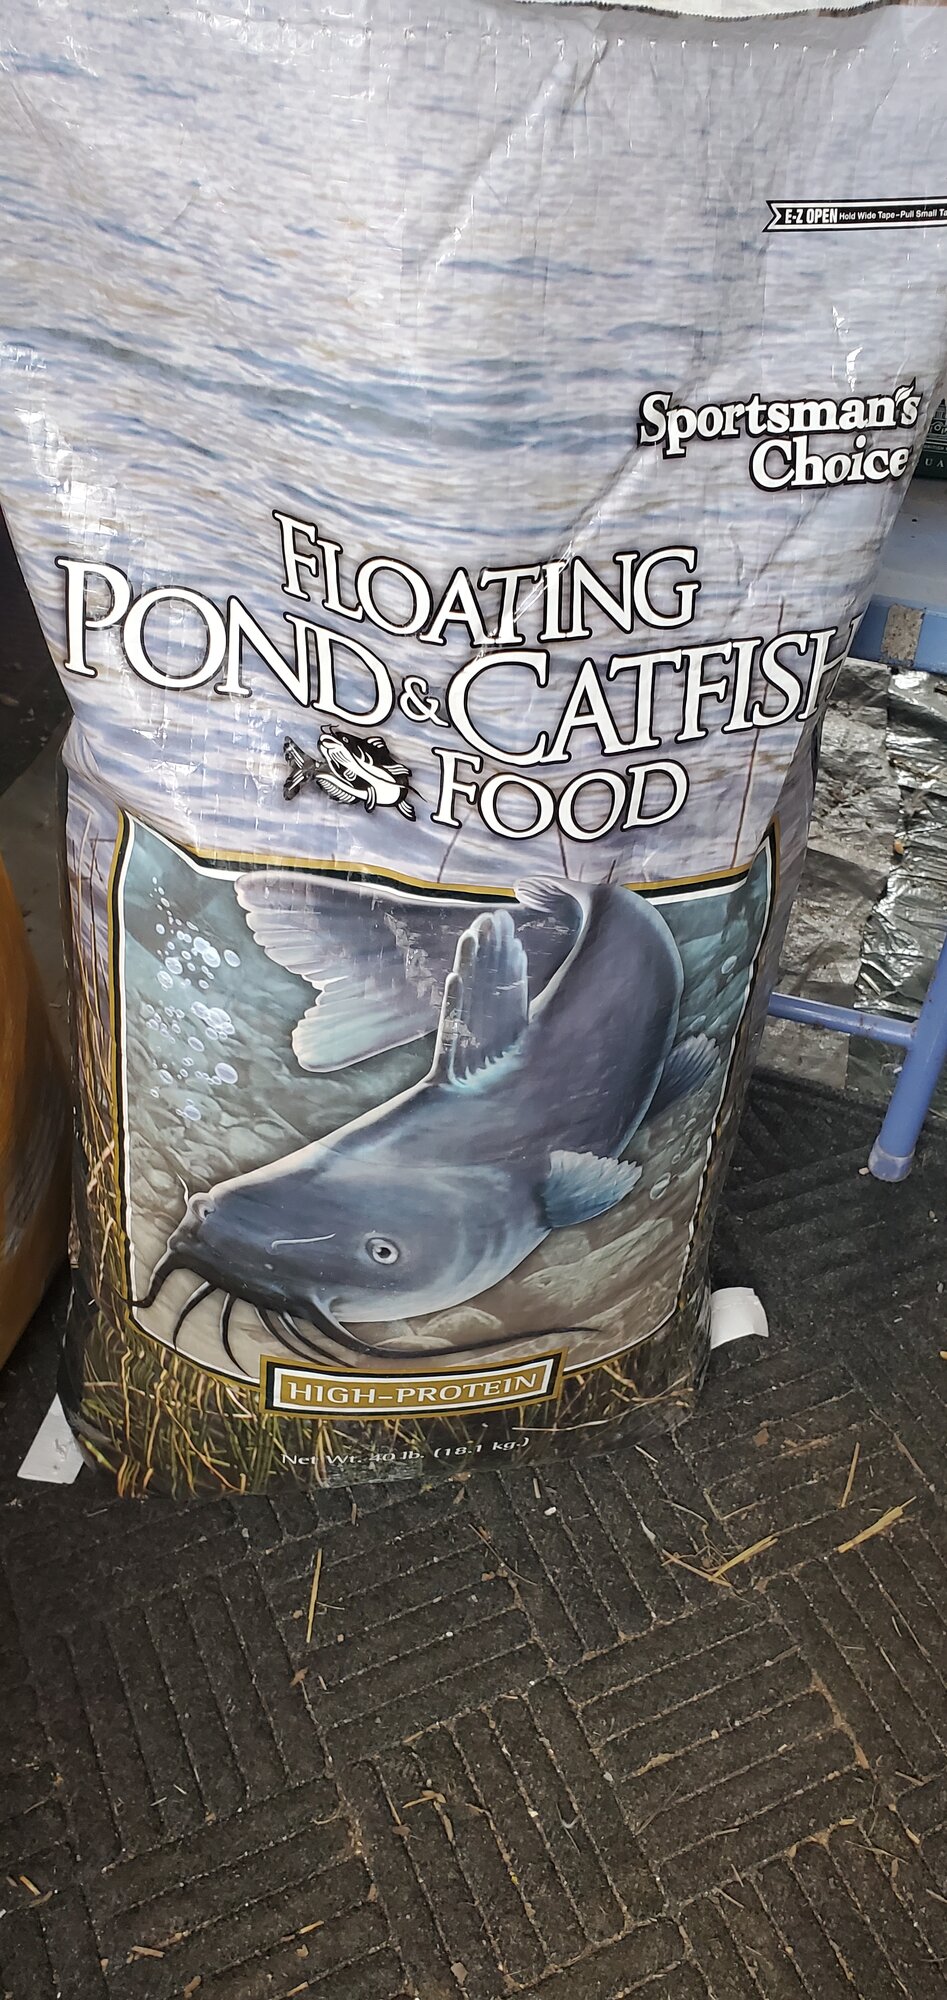 E-Z OPEN Hold Wide Tape-Pull Small
Sportsman's
Choice
FLOATING
POND & CATFISH
FOOD
HIGH-PROTEIN
Net Wt. 40 lb. (18.1 kg.)